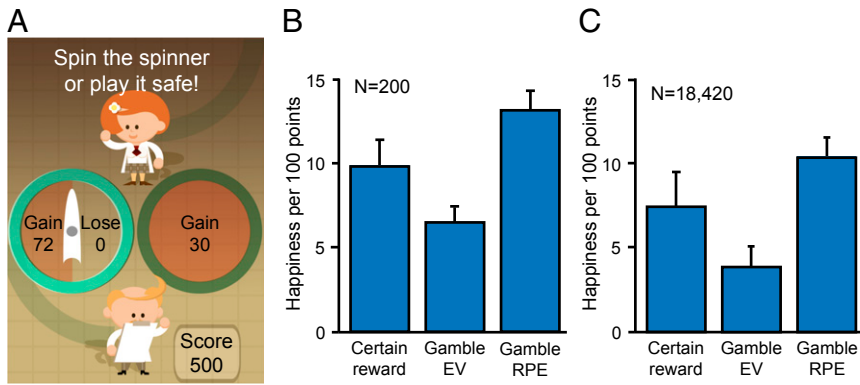 A
Spin the spinner
or play it safe!
Gain Lose
72 0
Gain
30
Score
500
B
Happiness per 100 points
15
10
5
0
N=200
Certain
reward
Gamble
EV
Gamble
RPE
C
Happiness per 100 points
15
10
5
0
N=18,420
Certain
reward
Gamble
EV
Gamble
RPE